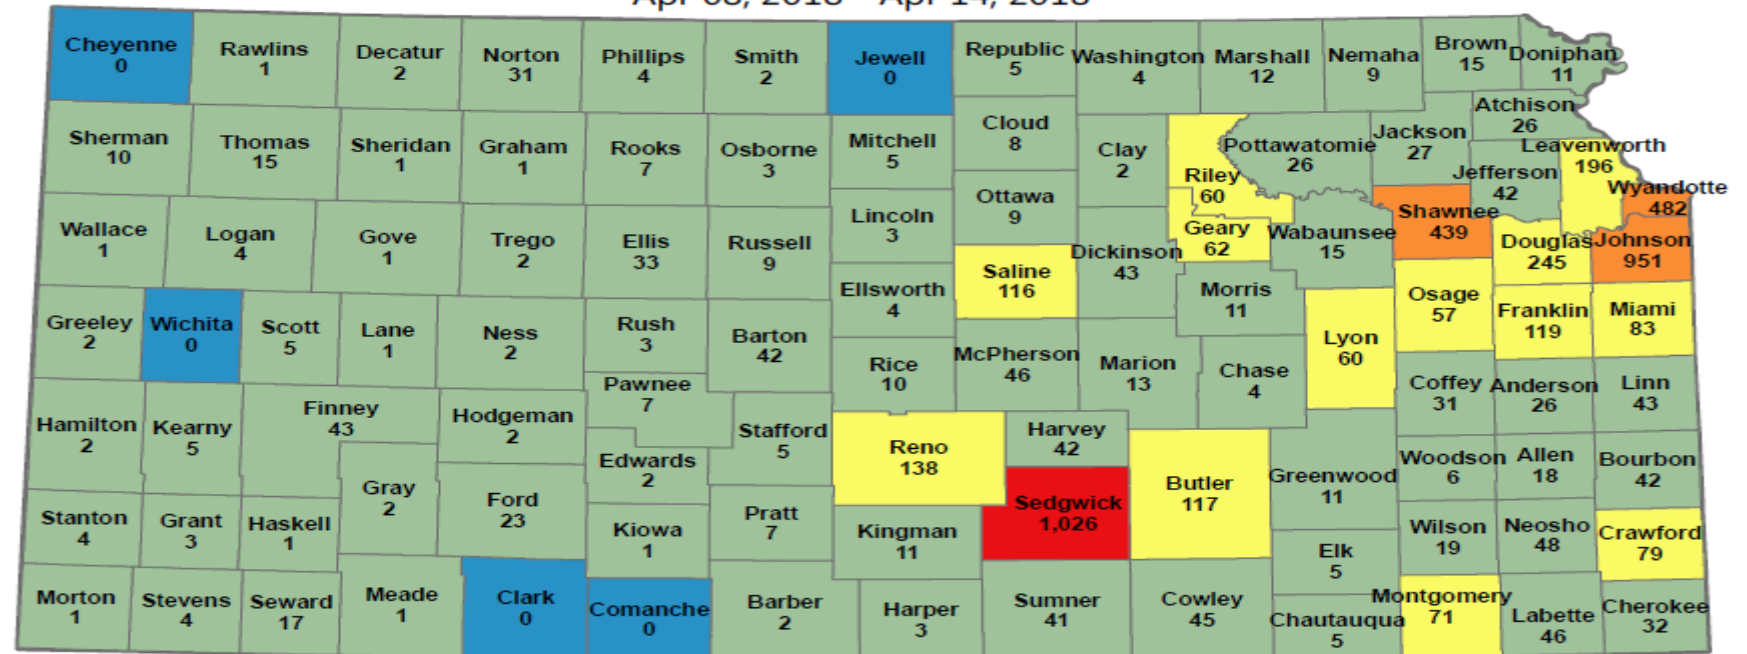 Apr 08, 2018 - Apr 14, 2018
Cheyenne
0
Rawlins
1
Decatur
2
Norton
31
Phillips
4
Smith
2
Jewell
0
Republic
5
Washington
4
Marshall
12
Nemaha
9
Brown
15
Doniphan
11
Sherman
10
Thomas
15
Sheridan
1
Graham
1
Rooks
7
Osborne
3
Mitchell
5
Cloud
8
Clay
2
Riley
60
Pottawatomie
26
Jackson
27
Atchison
26
Jefferson
42
Leavenworth
196
Wyandotte
482
Wallace
1
Logan
4
Gove
1
Trego
2
Ellis
33
Russell
9
Lincoln
3
Ottawa
9
Saline
116
Dickinson
43
Geary
62
Wabaunsee
15
Shawnee
439
Douglas
245
Johnson
951
Greeley
2
Wichita
0
Scott
5
Lane
1
Ness
2
Rush
3
Barton
42
Ellsworth
4
Rice
10
McPherson
46
Marion
13
Morris
11
Chase
4
Lyon
60
Osage
57
Franklin
119
Miami
83
Coffey
31
Anderson
26
Linn
43
Hamilton
2
Kearny
5
Finney
43
Hodgeman
2
Pawnee
7
Stafford
5
Edwards
2
Reno
138
Harvey
42
Sedgwick
1,026
Butler
117
Greenwood
11
Woodson
6
Allen
18
Bourbon
42
Stanton
4
Grant
3
Haskell
1
Gray
2
Ford
23
Kiowa
1
Pratt
7
Kingman
11
Elk
5
Wilson
19
Neosho
48
Crawford
79
Morton
1
Stevens
4
Seward
17
Meade
1
Clark
0
Comanche
0
Barber
2
Harper
3
Sumner
41
Cowley
45
Chautauqua
5
Montgomery
71
Labette
46
Cherokee
32